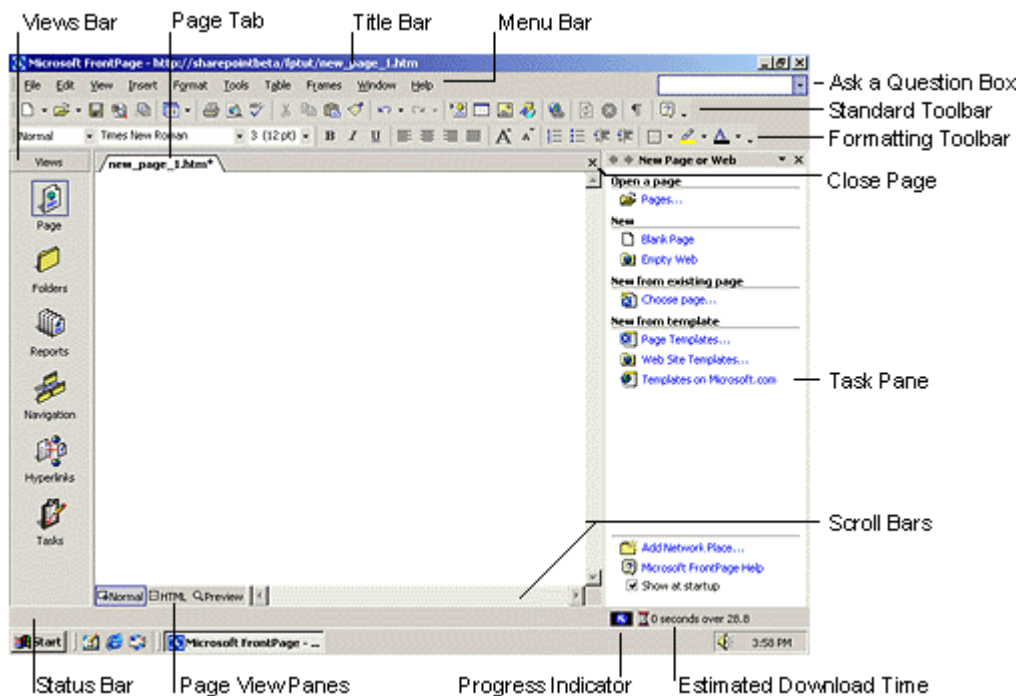 Views Bar Page Tab Title Bar Menu Bar
Microsoft FrontPage - http://sharepointbeta/fptut/new_page_1.htm
File Edit View Insert Format Tools Table Frames Window Help
Ask a Question Box
Standard Toolbar
Normal Times New Roman 3 (12 pt) B I U A A A
Formatting Toolbar
Views
new_page_1.htm*
New Page or Web
Close Page
Open a page
Pages...
Page
New
Blank Page
Empty Web
Folders
New from existing page
Choose page...
New from template
Page Templates...
Reports
Web Site Templates...
Templates on Microsoft.com
Task Pane
Navigation
Hyperlinks
Scroll Bars
Tasks
Add Network Place...
Microsoft FrontPage Help
Show at startup
Normal HTML Preview
0 seconds over 28.8
Start
Microsoft FrontPage - ...
3:58 PM
Status Bar Page View Panes Progress Indicator Estimated Download Time